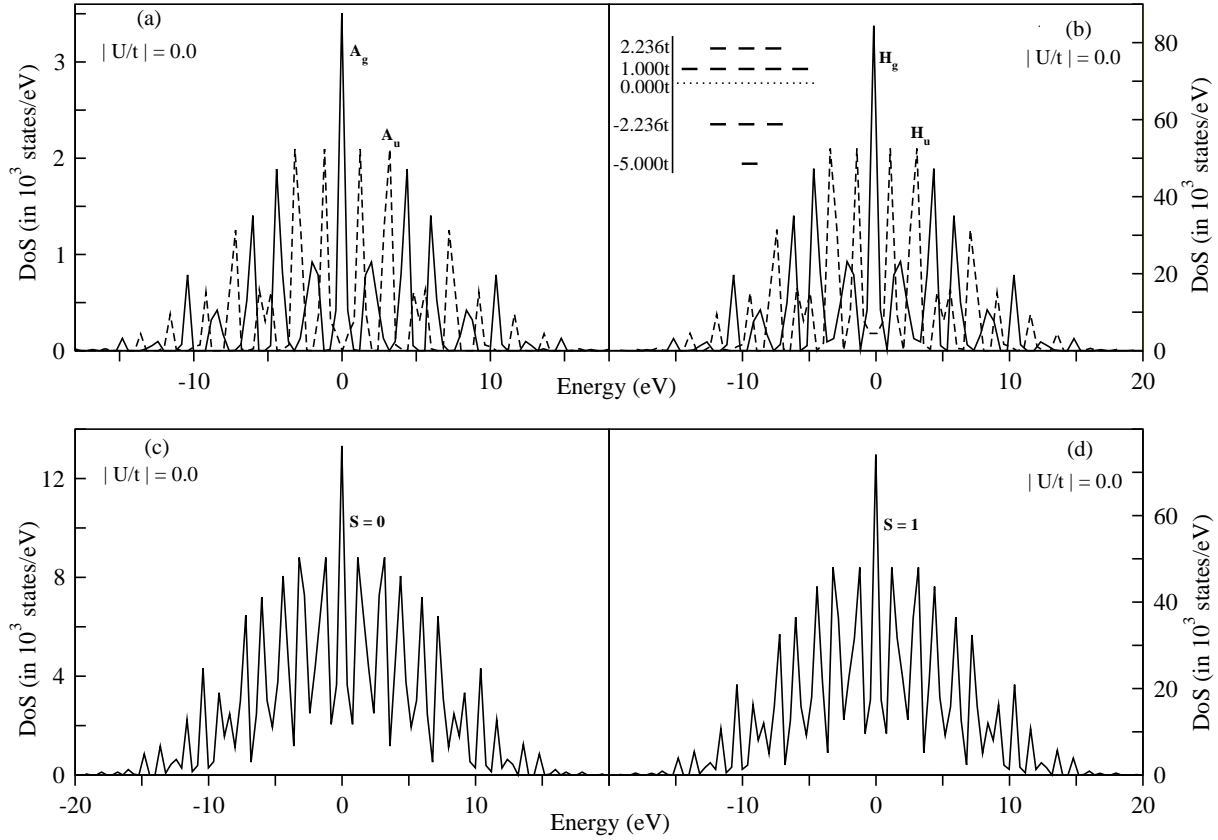 (a)
| U/t | = 0.0
A_g
A_u
3
2
1
0
DoS (in 10^3 states/eV)
-10
0
10
(b)
| U/t | = 0.0
2.236t
1.000t
0.000t
-2.236t
-5.000t
H_g
H_u
80
60
40
20
0
DoS (in 10^3 states/eV)
-10
0
10
20
Energy (eV)
(c)
| U/t | = 0.0
S = 0
12
8
4
0
DoS (in 10^3 states/eV)
-20
-10
0
10
(d)
| U/t | = 0.0
S = 1
60
40
20
0
DoS (in 10^3 states/eV)
-10
0
10
20
Energy (eV)